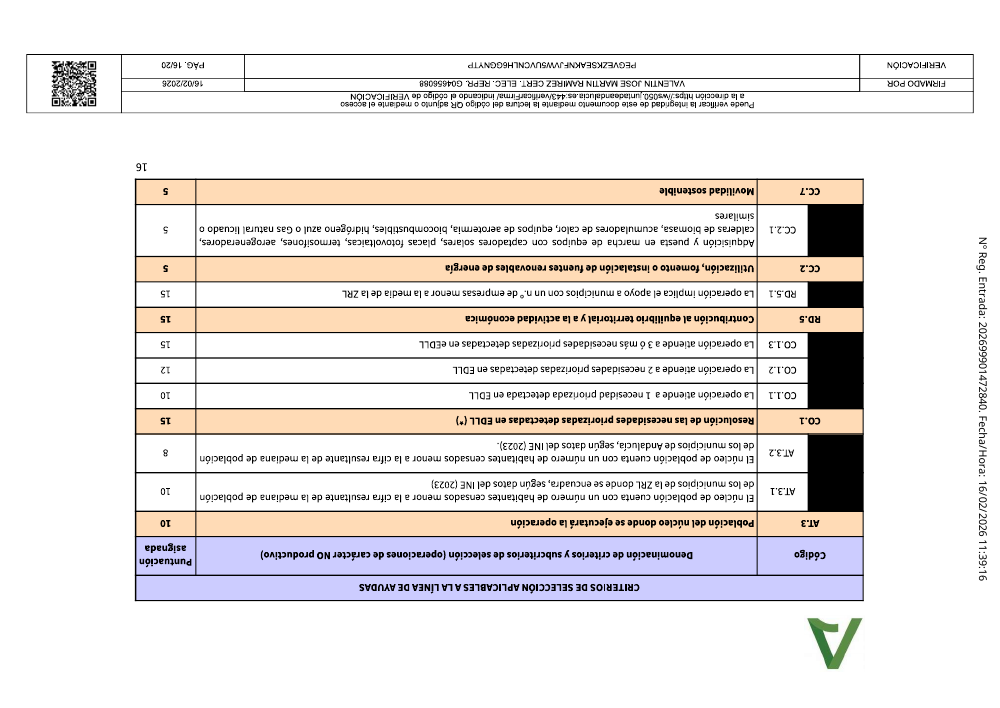 CRITERIOS DE SELECCIÓN APLICABLES A LA LÍNEA DE AYUDAS
Código Denominación de criterios y subcriterios de selección (operaciones de carácter NO productivo) Puntuación asignada
AT.3 Población del núcleo donde se ejecutará la operación 10
AT.3.1 El núcleo de población cuenta con un número de habitantes censados menor a la cifra resultante de la mediana de población
de los municipios de la ZRL donde se encuadra, según datos del INE (2023) 10
AT.3.2 El núcleo de población cuenta con un número de habitantes censados menor a la cifra resultante de la mediana de población
de los municipios de Andalucía, según datos del INE (2023). 8
CO.1 Resolución de las necesidades priorizadas detectadas en EDLL (*) 15
CO.1.1 La operación atiende a 1 necesidad priorizada detectada en EDLL 10
CO.1.2 La operación atiende a 2 necesidades priorizadas detectadas en EDLL 12
CO.1.3 La operación atiende a 3 ó más necesidades priorizadas detectadas en eEDLL 15
RD.5 Contribución al equilibrio territorial y a la actividad económica 15
RD.5.1 La operación implica el apoyo a municipios con un n.º de empresas menor a la media de la ZRL 15
CC.2 Utilización, fomento o instalación de fuentes renovables de energía 5
CC.2.1 Adquisición y puesta en marcha de equipos con captadores solares, placas fotovoltaicas, termosifones, aerogeneradores,
calderas de biomasa, acumuladores de calor, equipos de aerotermia, biocombustibles, hidrógeno azul o Gas natural licuado o
similares 5
CC.7 Movilidad sostenible 5
16
Puede verificar la integridad de este documento mediante la lectura del código QR adjunto o mediante el acceso
a la dirección https://ws050.juntadeandalucia.es:443/verificarFirma/ indicando el código de VERIFICACIÓN
FIRMADO POR VALENTIN JOSE MARTIN RAMIREZ CERT. ELEC. REPR. G04656088 16/02/2026
VERIFICACIÓN PEGVEZKSEAKNFJVW5UVCNLH6GGNYTP PÁG. 16/20
Nº Reg. Entrada: 202699901472840. Fecha/Hora: 16/02/2026 11:39:16